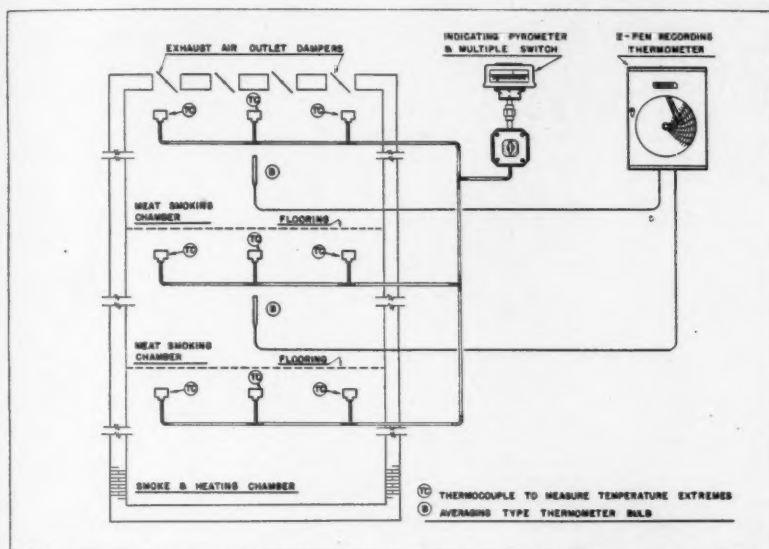 EXHAUST AIR OUTLET DAMPERS
INDICATING PYROMETER
& MULTIPLE SWITCH
2-PEN RECORDING
THERMOMETER
TC
TC
TC
B
MEAT SMOKING
CHAMBER
FLOORING
TC
TC
TC
B
MEAT SMOKING
CHAMBER
FLOORING
TC
TC
TC
SMOKE & HEATING CHAMBER
TC THERMOCOUPLE TO MEASURE TEMPERATURE EXTREMES
B AVERAGING TYPE THERMOMETER BULB